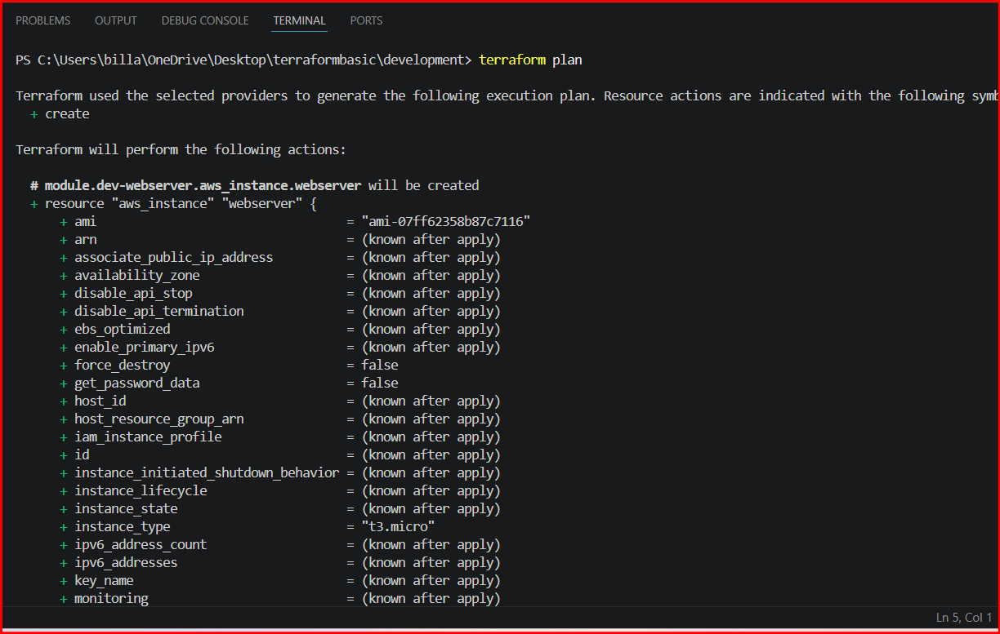 PROBLEMS OUTPUT DEBUG CONSOLE TERMINAL PORTS
PS C:\Users\billa\OneDrive\Desktop\terraformbasic\development> terraform plan
Terraform used the selected providers to generate the following execution plan. Resource actions are indicated with the following symb
+ create
Terraform will perform the following actions:
# module.dev-webserver.aws_instance.webserver will be created
+ resource "aws_instance" "webserver" {
+ ami = "ami-07ff62358b87c7116"
+ arn = (known after apply)
+ associate_public_ip_address = (known after apply)
+ availability_zone = (known after apply)
+ disable_api_stop = (known after apply)
+ disable_api_termination = (known after apply)
+ ebs_optimized = (known after apply)
+ enable_primary_ipv6 = (known after apply)
+ force_destroy = false
+ get_password_data = false
+ host_id = (known after apply)
+ host_resource_group_arn = (known after apply)
+ iam_instance_profile = (known after apply)
+ id = (known after apply)
+ instance_initiated_shutdown_behavior = (known after apply)
+ instance_lifecycle = (known after apply)
+ instance_state = (known after apply)
+ instance_type = "t3.micro"
+ ipv6_address_count = (known after apply)
+ ipv6_addresses = (known after apply)
+ key_name = (known after apply)
+ monitoring = (known after apply)
Ln 5, Col 1